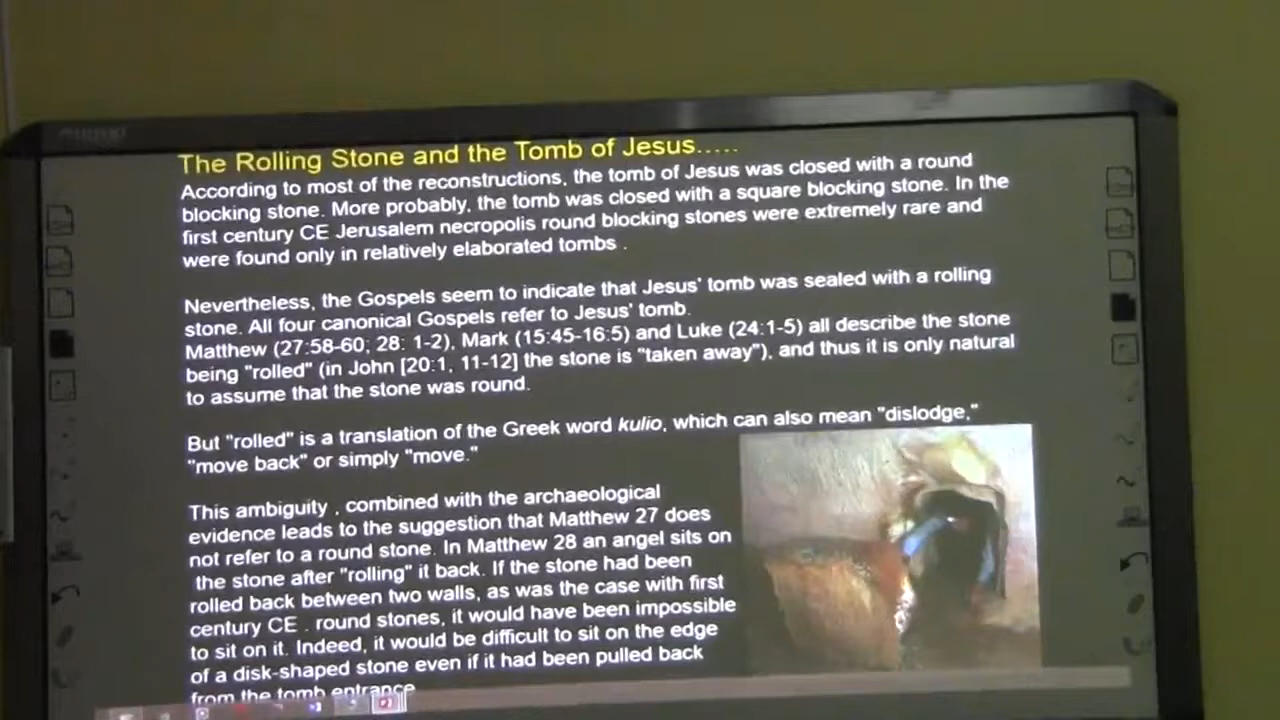 The Rolling Stone and the Tomb of Jesus.....
According to most of the reconstructions, the tomb of Jesus was closed with a round
blocking stone. More probably, the tomb was closed with a square blocking stone. In the
first century CE Jerusalem necropolis round blocking stones were extremely rare and
were found only in relatively elaborated tombs .
Nevertheless, the Gospels seem to indicate that Jesus' tomb was sealed with a rolling
stone. All four canonical Gospels refer to Jesus' tomb.
Matthew (27:58-60; 28: 1-2), Mark (15:45-16:5) and Luke (24:1-5) all describe the stone
being "rolled" (in John [20:1, 11-12] the stone is "taken away"), and thus it is only natural
to assume that the stone was round.
But "rolled" is a translation of the Greek word kulio, which can also mean "dislodge,"
"move back" or simply "move."
This ambiguity , combined with the archaeological
evidence leads to the suggestion that Matthew 27 does
not refer to a round stone. In Matthew 28 an angel sits on
the stone after "rolling" it back. If the stone had been
rolled back between two walls, as was the case with first
century CE . round stones, it would have been impossible
to sit on it. Indeed, it would be difficult to sit on the edge
of a disk-shaped stone even if it had been pulled back
from the tomb entrance